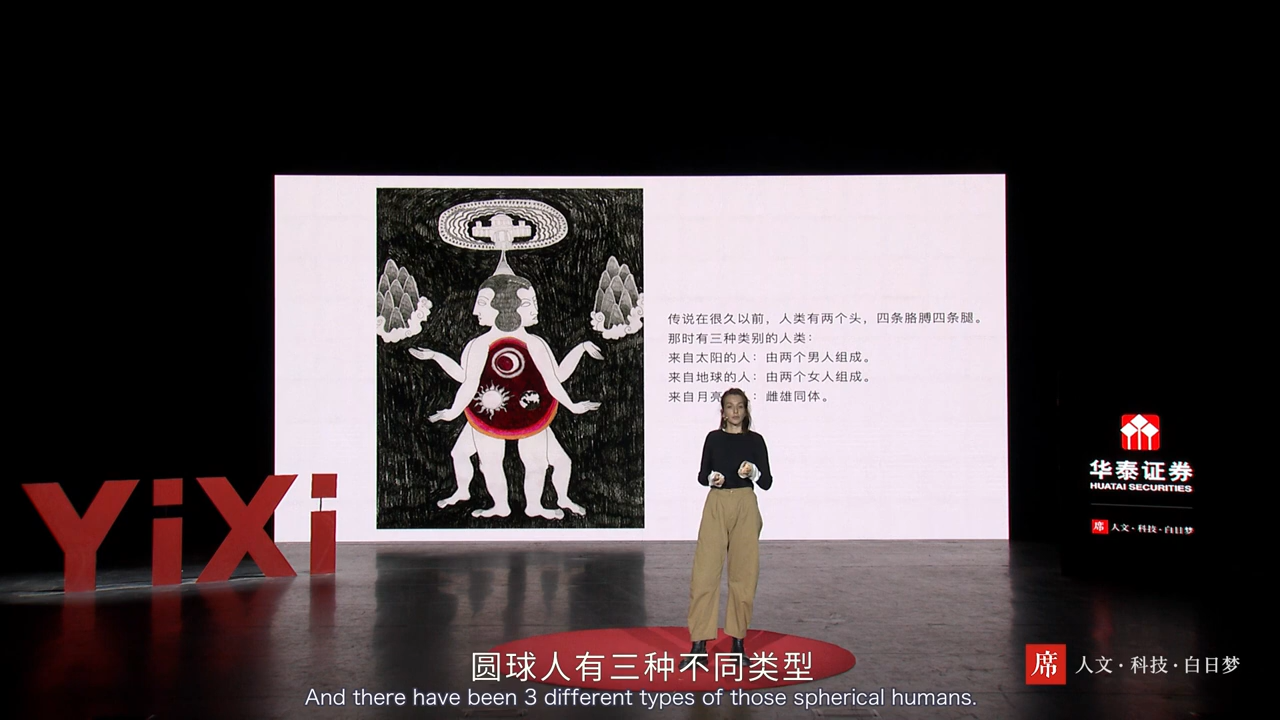 传说在很久以前，人类有两个头，四条胳膊四条腿。
那时有三种类别的人类：
来自太阳的人：由两个男人组成。
来自地球的人：由两个女人组成。
来自月亮 ：雌雄同体。
YiXi
华泰证券
HUATAI SECURITIES
席 人文·科技·白日梦
圆球人有三种不同类型
And there have been 3 different types of those spherical humans.
席 人文·科技·白日梦